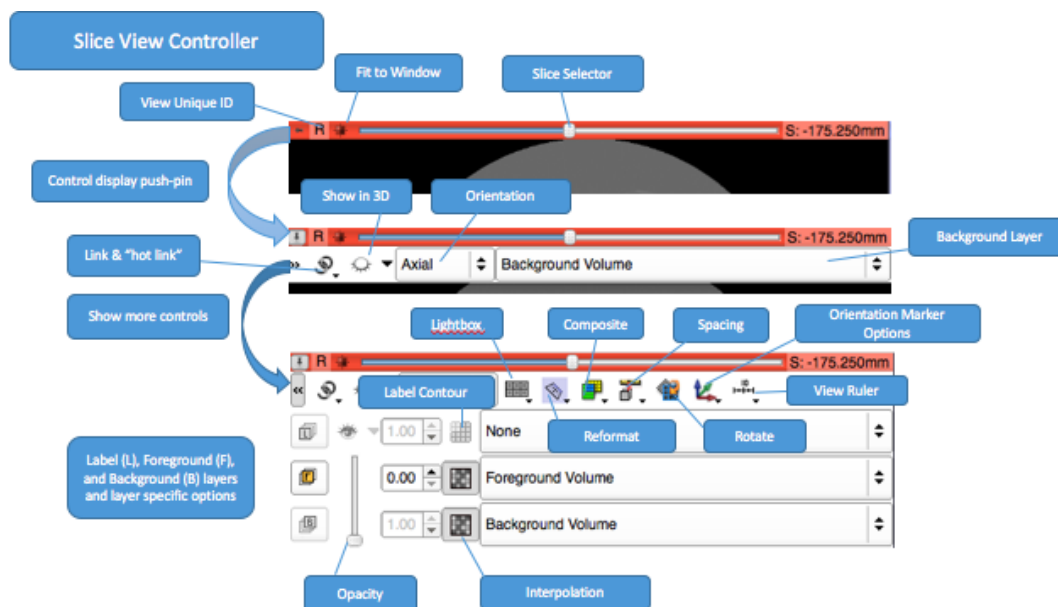 Slice View Controller
Fit to Window
Slice Selector
View Unique ID
R
S: -175.250mm
Control display push-pin
Show in 3D
Orientation
R
S: -175.250mm
Background Layer
Link & “hot link”
Axial
Background Volume
Show more controls
Lightbox
Composite
Spacing
Orientation Marker
Options
R
S: -175.250mm
Label Contour
View Ruler
L
1.00
None
Reformat
Rotate
Label (L), Foreground (F),
and Background (B) layers
and layer specific options
F
0.00
Foreground Volume
B
1.00
Background Volume
Opacity
Interpolation